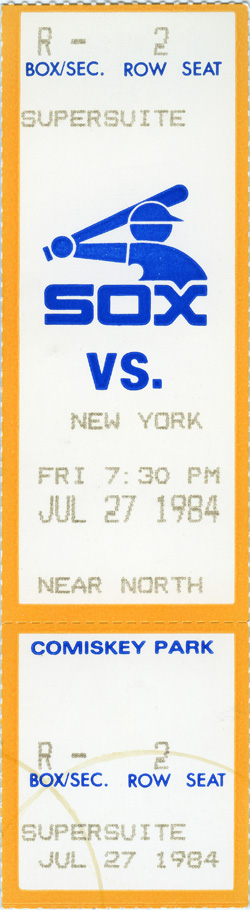 R - 2
BOX/SEC. ROW SEAT
SUPERSUITE
SOX
VS.
NEW YORK
FRI 7:30 PM
JUL 27 1984
NEAR NORTH
COMISKEY PARK
R - 2
BOX/SEC. ROW SEAT
SUPERSUITE
JUL 27 1984